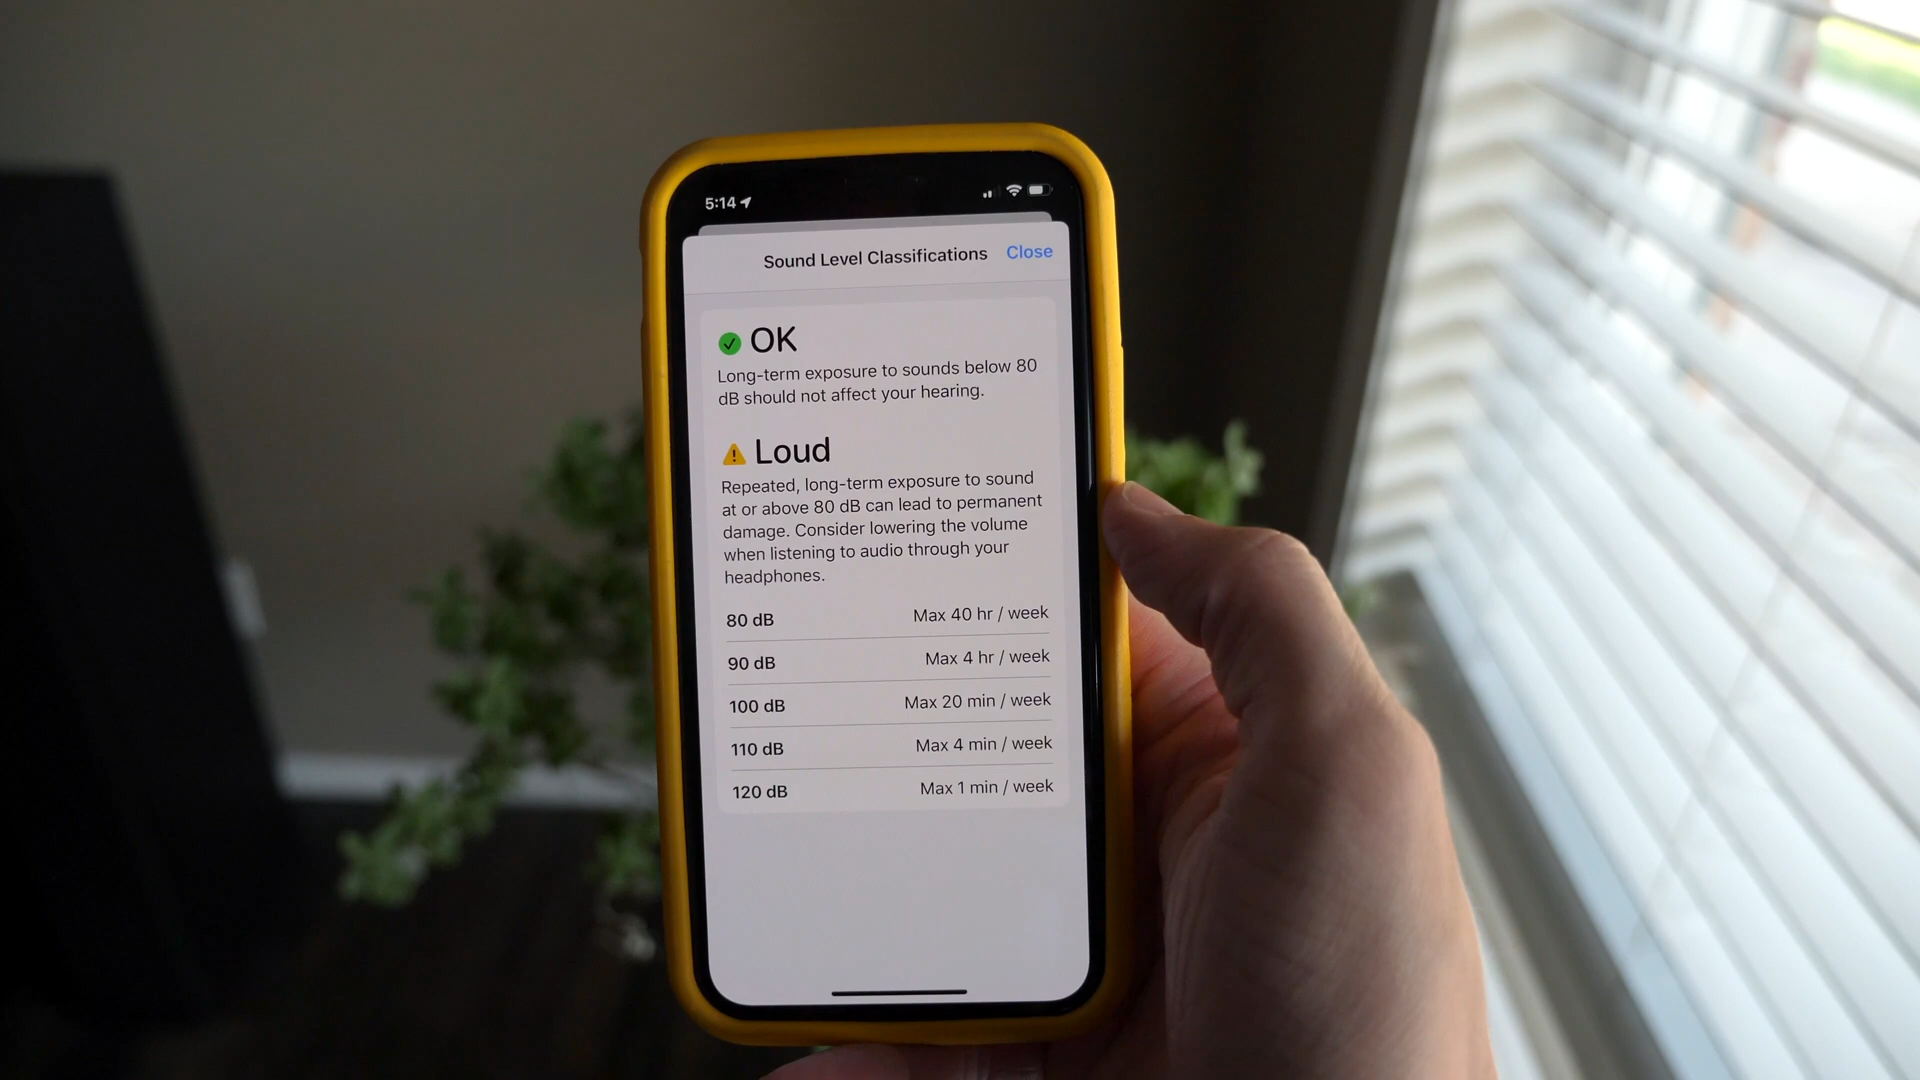 5:14
Sound Level Classifications Close
OK
Long-term exposure to sounds below 80
dB should not affect your hearing.
Loud
Repeated, long-term exposure to sound
at or above 80 dB can lead to permanent
damage. Consider lowering the volume
when listening to audio through your
headphones.
80 dB Max 40 hr / week
90 dB Max 4 hr / week
100 dB Max 20 min / week
110 dB Max 4 min / week
120 dB Max 1 min / week